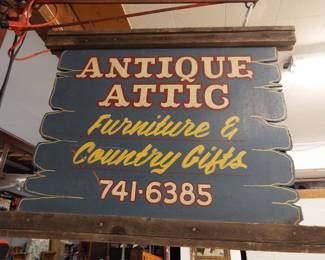 ANTIQUE
ATTIC
Furniture &
Country Gifts
741-6385